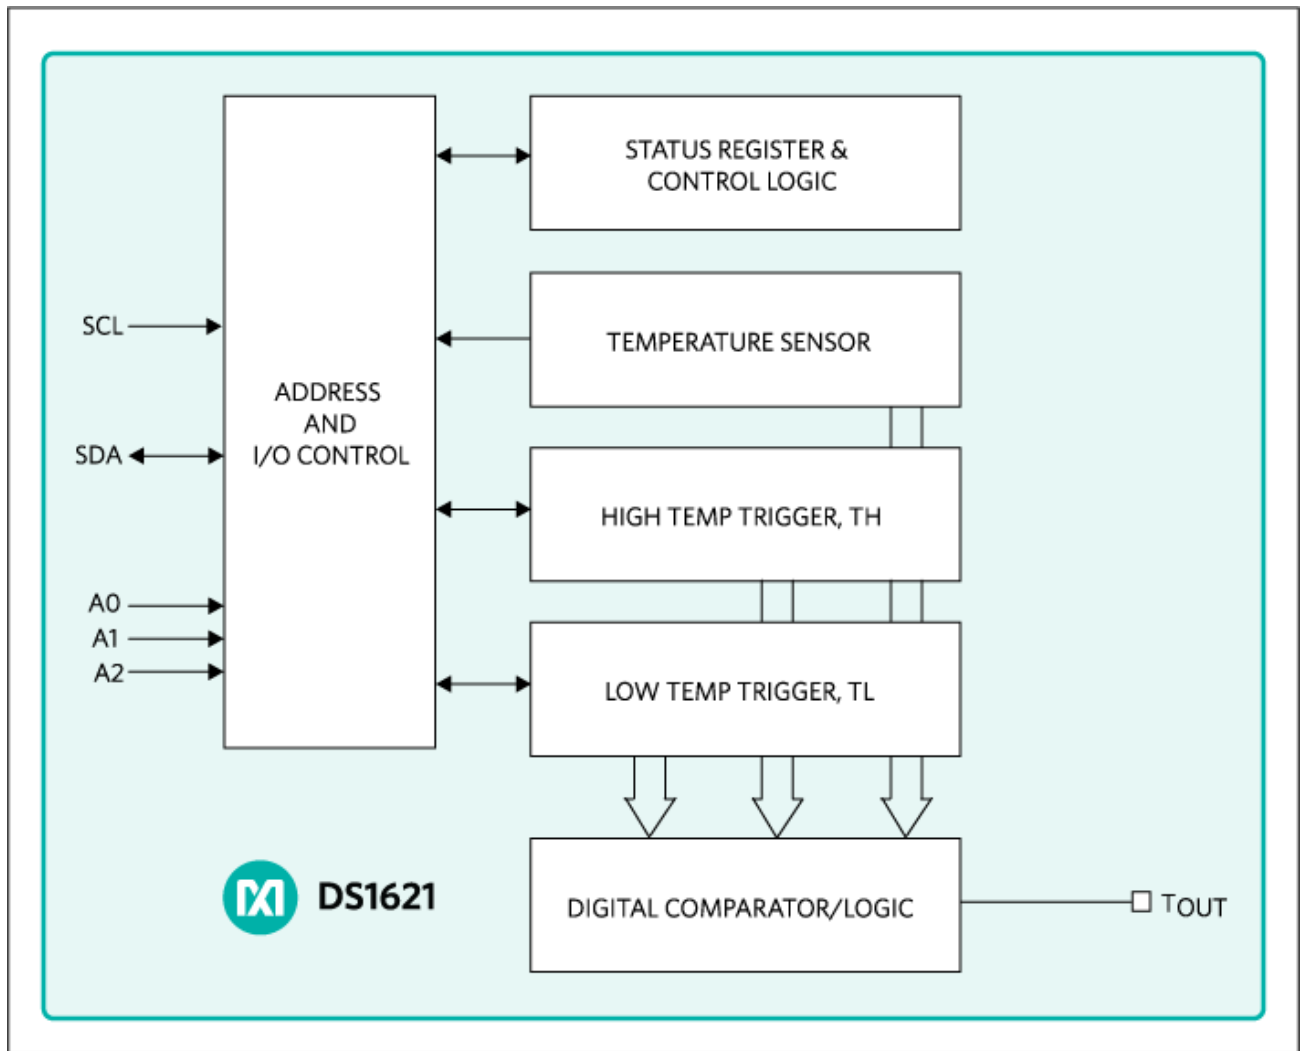 STATUS REGISTER &
CONTROL LOGIC
SCL
TEMPERATURE SENSOR
ADDRESS
AND
I/O CONTROL
SDA
HIGH TEMP TRIGGER, TH
A0
A1
A2
LOW TEMP TRIGGER, TL
DS1621
DIGITAL COMPARATOR/LOGIC
TOUT